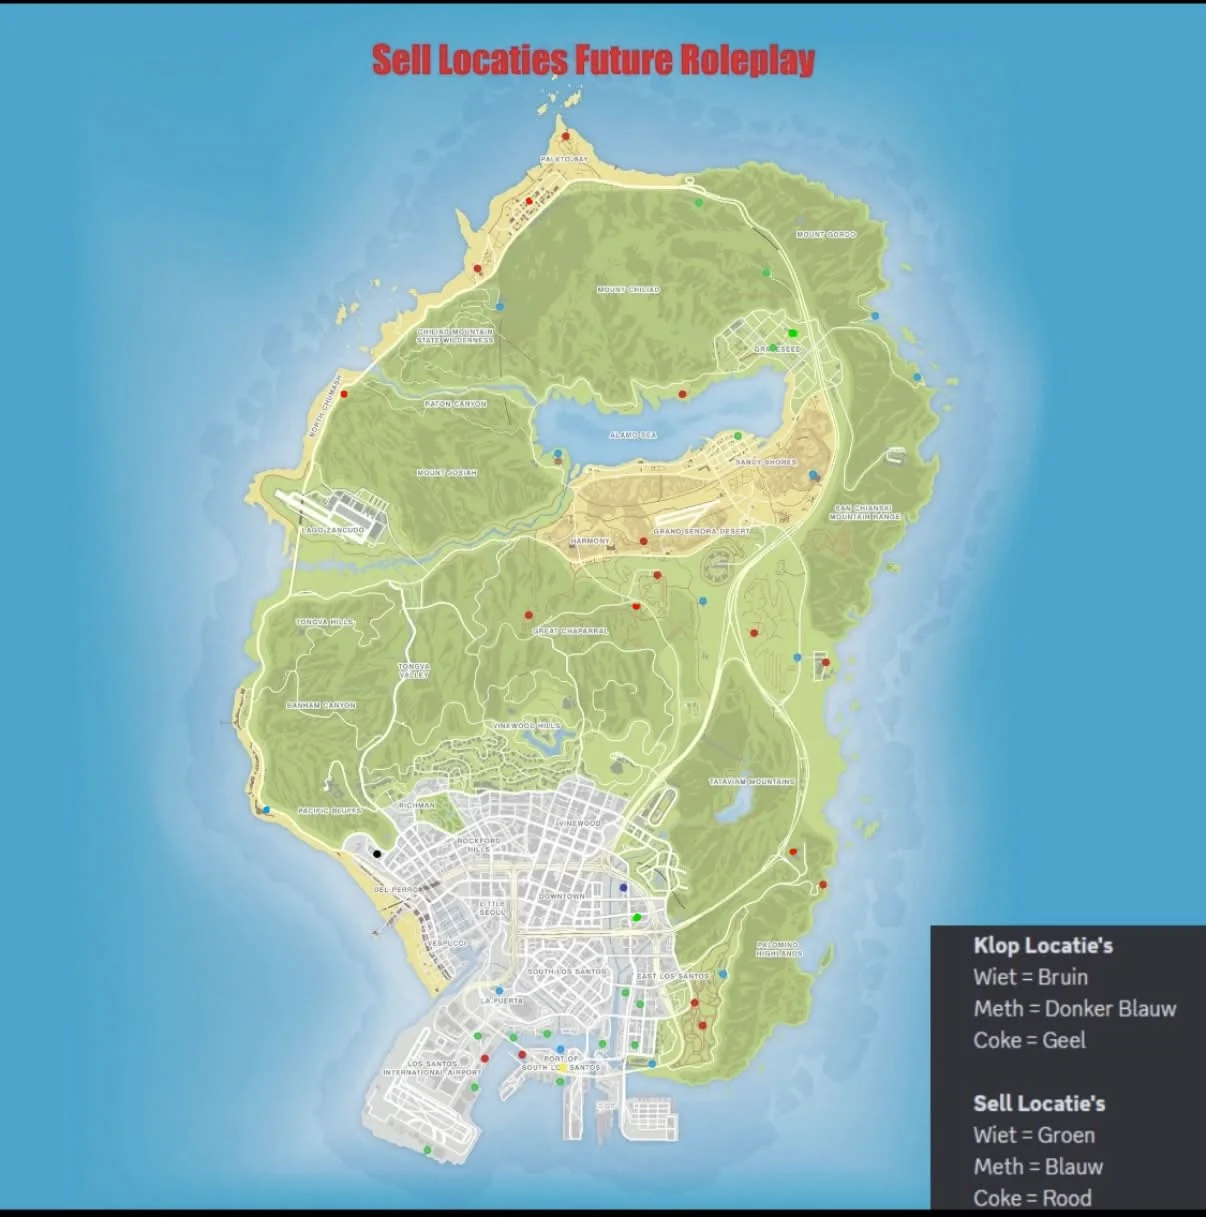 Sell Locaties Future Roleplay
PALETO BAY
MOUNT GORDO
MOUNT CHILIAD
CHILIAD MOUNTAIN
STATE WILDERNESS
GRAPESEED
NORTH CHUMASH
RATON CANYON
ALAMO SEA
SANDY SHORES
MOUNT JOSIAH
SAN CHIANSKI
MOUNTAIN RANGE
LAGO ZANCUDO
GRAND SENORA DESERT
HARMONY
TONGVA HILLS
GREAT CHAPARRAL
TONGVA
VALLEY
BANHAM CANYON
VINEWOOD HILLS
TATAVIAM MOUNTAINS
PACIFIC BLUFFS
RICHMAN
VINEWOOD
ROCKFORD
HILLS
DEL PERRO
DOWNTOWN
LITTLE
SEOUL
VESPUCCI
PALOMINO
HIGHLANDS
SOUTH LOS SANTOS
EAST LOS SANTOS
LA PUERTA
LOS SANTOS
INTERNATIONAL AIRPORT
PORT OF
SOUTH LOS SANTOS
Klop Locatie's
Wiet = Bruin
Meth = Donker Blauw
Coke = Geel
Sell Locatie's
Wiet = Groen
Meth = Blauw
Coke = Rood